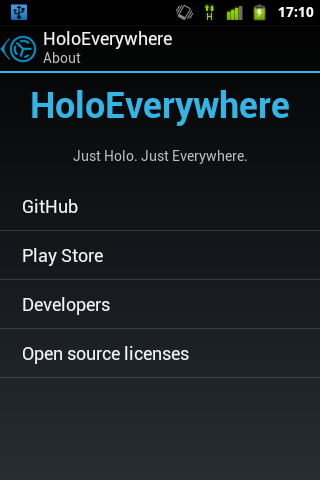 H
17:10
HoloEverywhere
About
HoloEverywhere
Just Holo. Just Everywhere.
GitHub
Play Store
Developers
Open source licenses